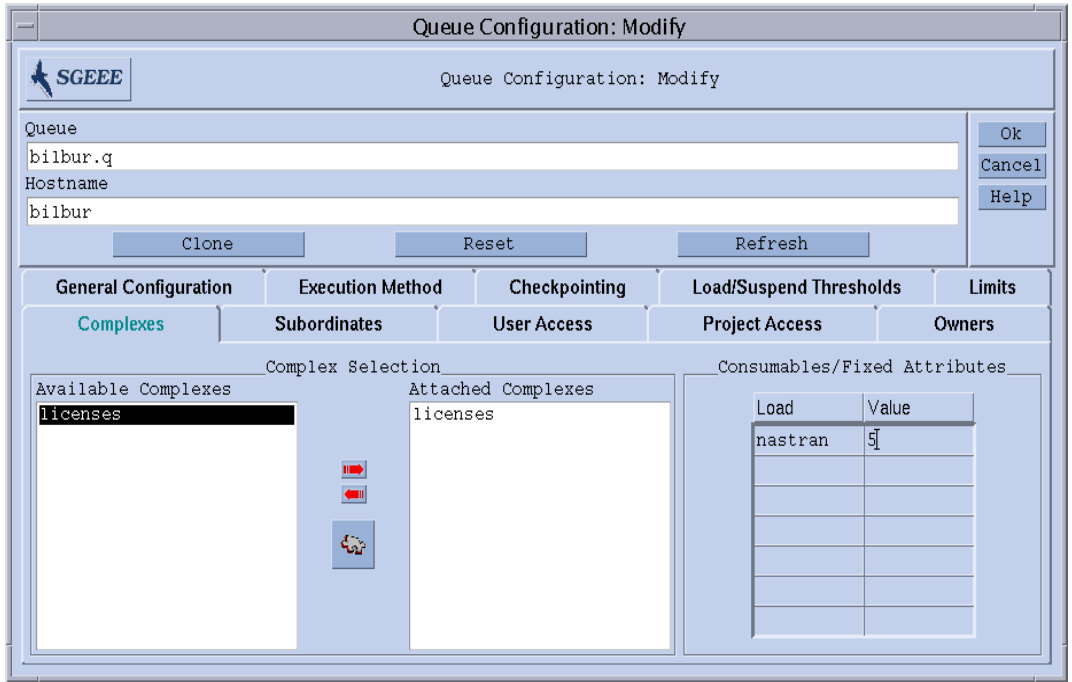 Queue Configuration: Modify
SGEEE
Queue Configuration: Modify
Queue
bilbur.q
Hostname
bilbur
Ok
Cancel
Help
Clone Reset Refresh
General Configuration Execution Method Checkpointing Load/Suspend Thresholds Limits
Complexes Subordinates User Access Project Access Owners
Complex Selection
Available Complexes Attached Complexes
licenses licenses
Consumables/Fixed Attributes
Load Value
nastran 5